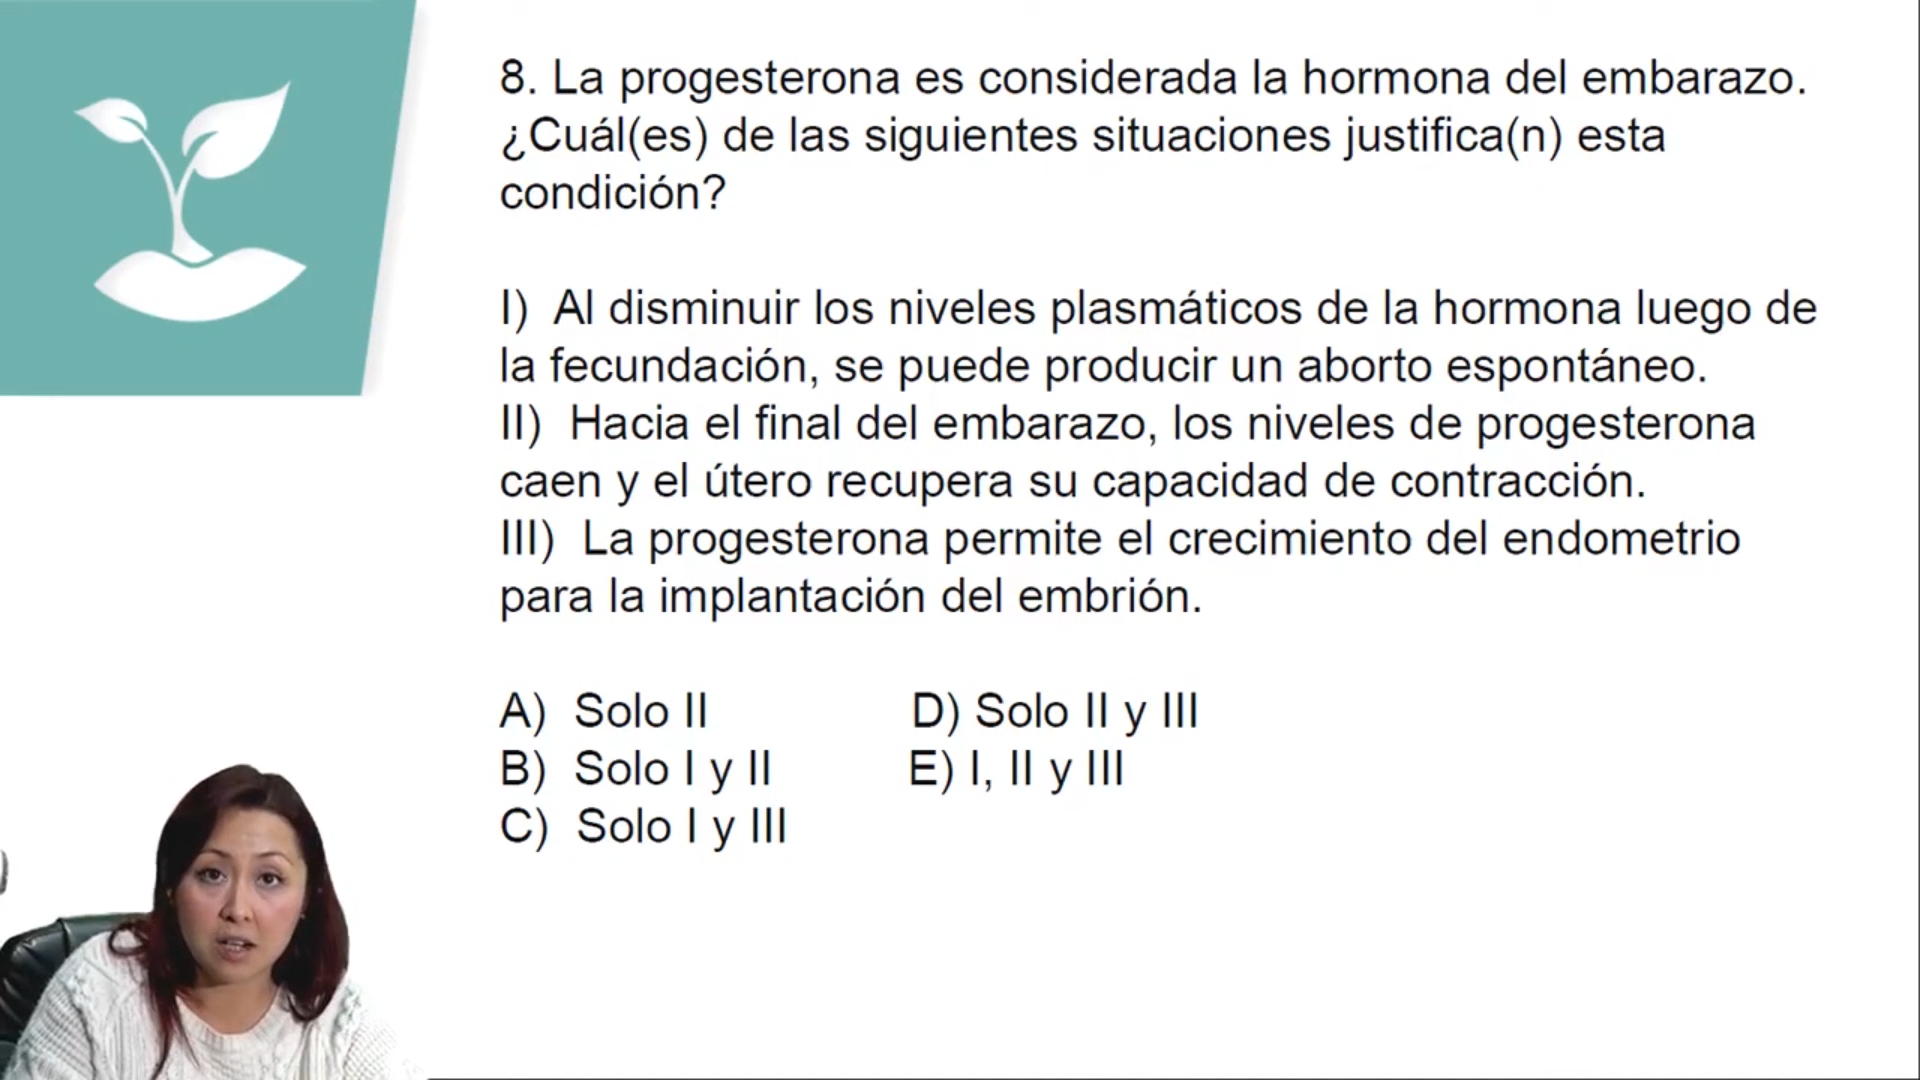 8. La progesterona es considerada la hormona del embarazo.
¿Cuál(es) de las siguientes situaciones justifica(n) esta
condición?
I) Al disminuir los niveles plasmáticos de la hormona luego de
la fecundación, se puede producir un aborto espontáneo.
II) Hacia el final del embarazo, los niveles de progesterona
caen y el útero recupera su capacidad de contracción.
III) La progesterona permite el crecimiento del endometrio
para la implantación del embrión.
A) Solo II D) Solo II y III
B) Solo I y II E) I, II y III
C) Solo I y III